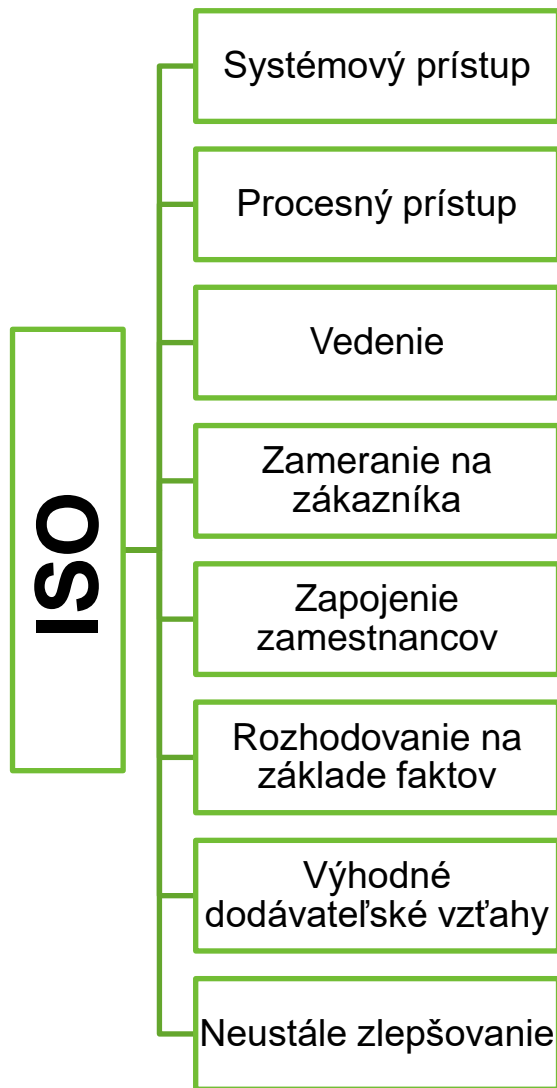 ISO
Systémový prístup
Procesný prístup
Vedenie
Zameranie na
zákazníka
Zapojenie
zamestnancov
Rozhodovanie na
základe faktov
Výhodné
dodávateľské vzťahy
Neustále zlepšovanie